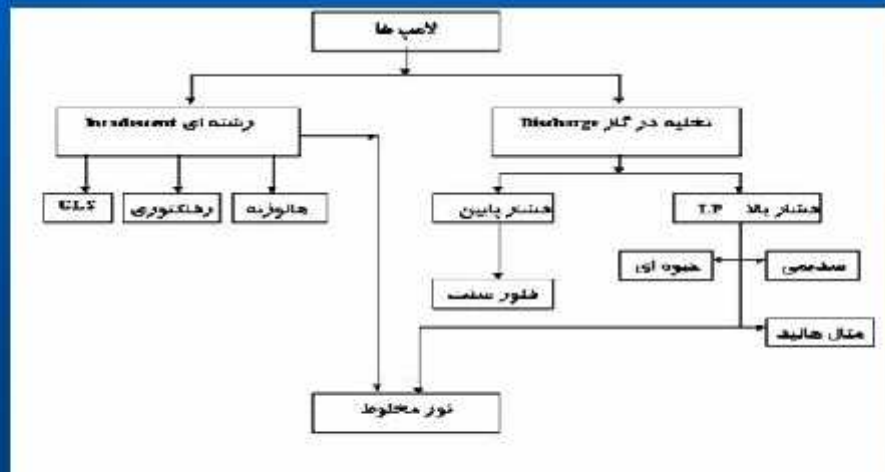 لامپ ها
رشته ای Incandescent
تخلیه در گاز Discharge
GLS
رفلکتوری
هالوژنه
فشار پایین
فشار بالا
جیوه ای
سدیمی
فلور سنت
متال هالید
نور مخلوط